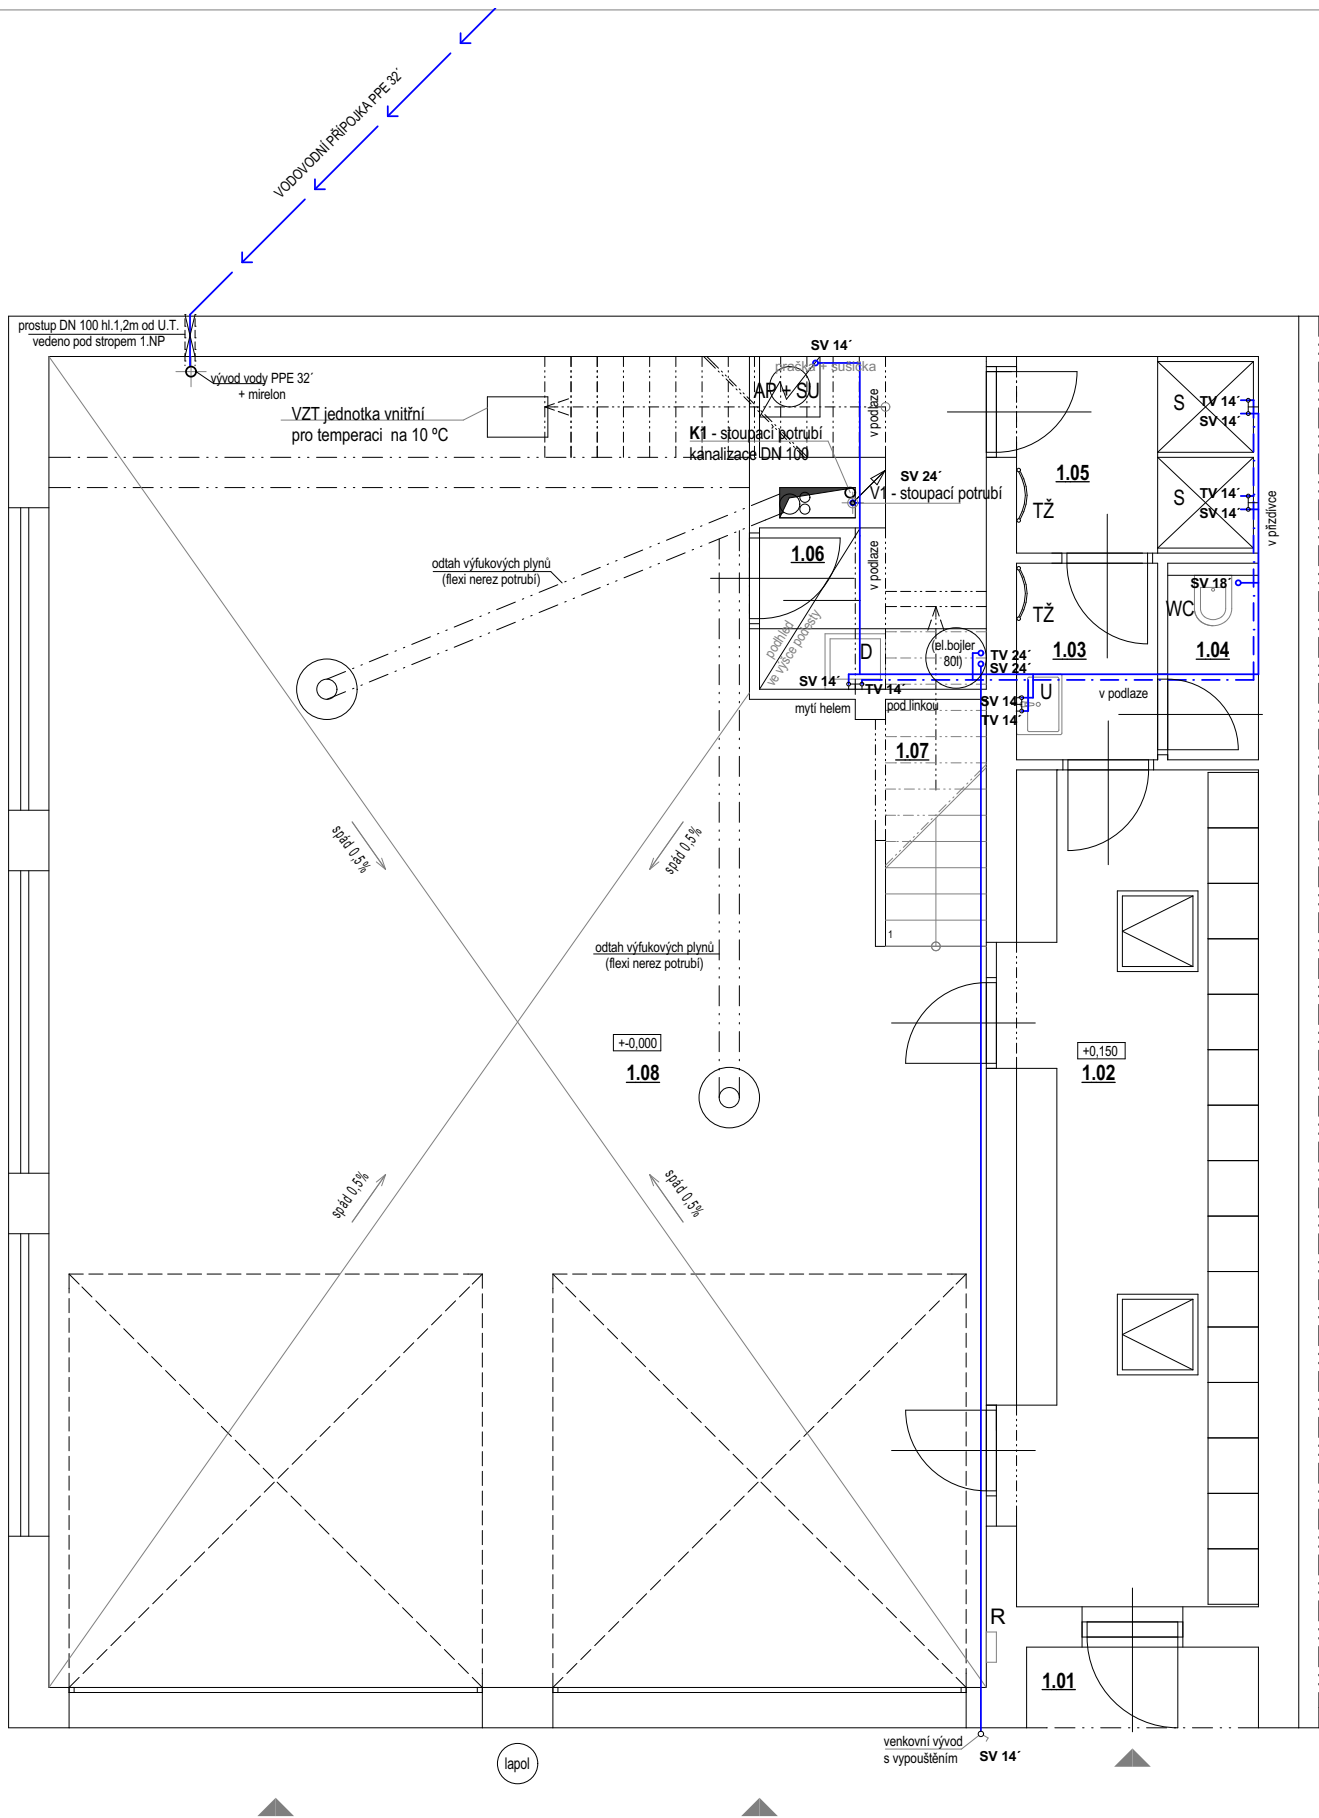 VODOVODNÍ PŘÍPOJKA PPE 32´
prostup DN 100 hl.1,2m od U.T.
vedeno pod stropem 1.NP
vývod vody PPE 32´
+ mirelon
VZT jednotka vnitřní
pro temperaci na 10 ºC
SV 14´
pračka + sušička
AP + SU
v podlaze
K1 - stoupací potrubí
kanalizace DN 100
SV 24´
V1 - stoupací potrubí
S
TV 14´
SV 14´
1.05
S
TV 14´
SV 14´
TŽ
v přizdívce
odtah výfukových plynů
(flexi nerez potrubí)
1.06
v podlaze
SV 18´
WC
TŽ
1.03
1.04
podhled
ve výšce podesty
D
(el.bojler
80l)
TV 24´
SV 24´
SV 14´
TV 14´
mytí helem
pod linkou
U
SV 14´
TV 14´
v podlaze
1.07
spád 0,5%
spád 0,5%
odtah výfukových plynů
(flexi nerez potrubí)
1
+-0,000
1.08
+0,150
1.02
spád 0,5%
spád 0,5%
R
1.01
venkovní vývod
s vypouštěním
SV 14´
lapol